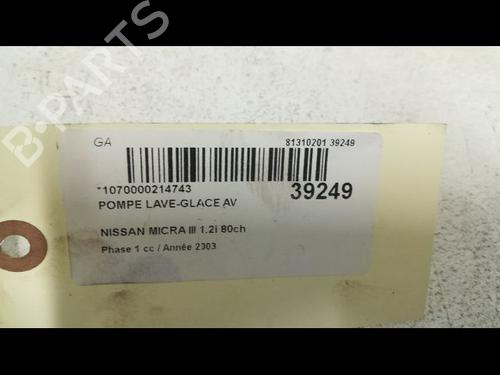 B-PARTS
GA
81310201 39249
*1070000214743
39249
POMPE LAVE-GLACE AV
NISSAN MICRA III 1.2i 80ch
Phase 1 cc / Année 2303